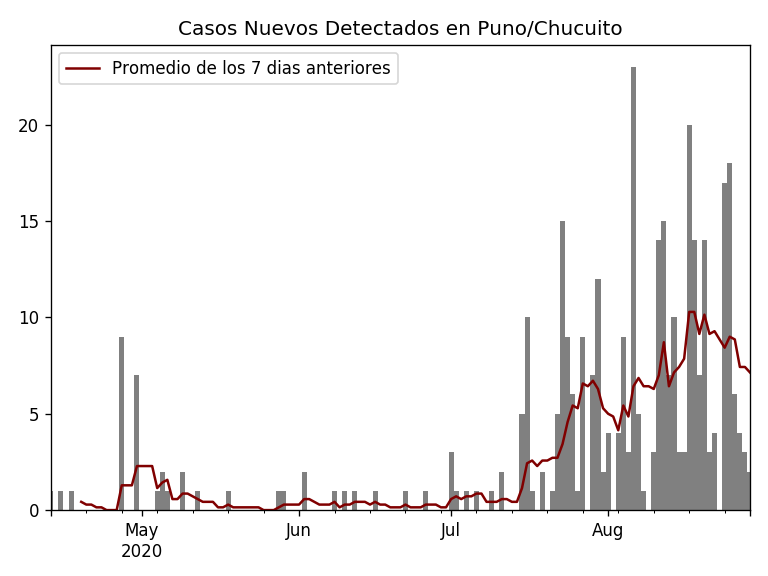 Casos Nuevos Detectados en Puno/Chucuito
Promedio de los 7 dias anteriores
20
15
10
5
0
May
2020
Jun
Jul
Aug